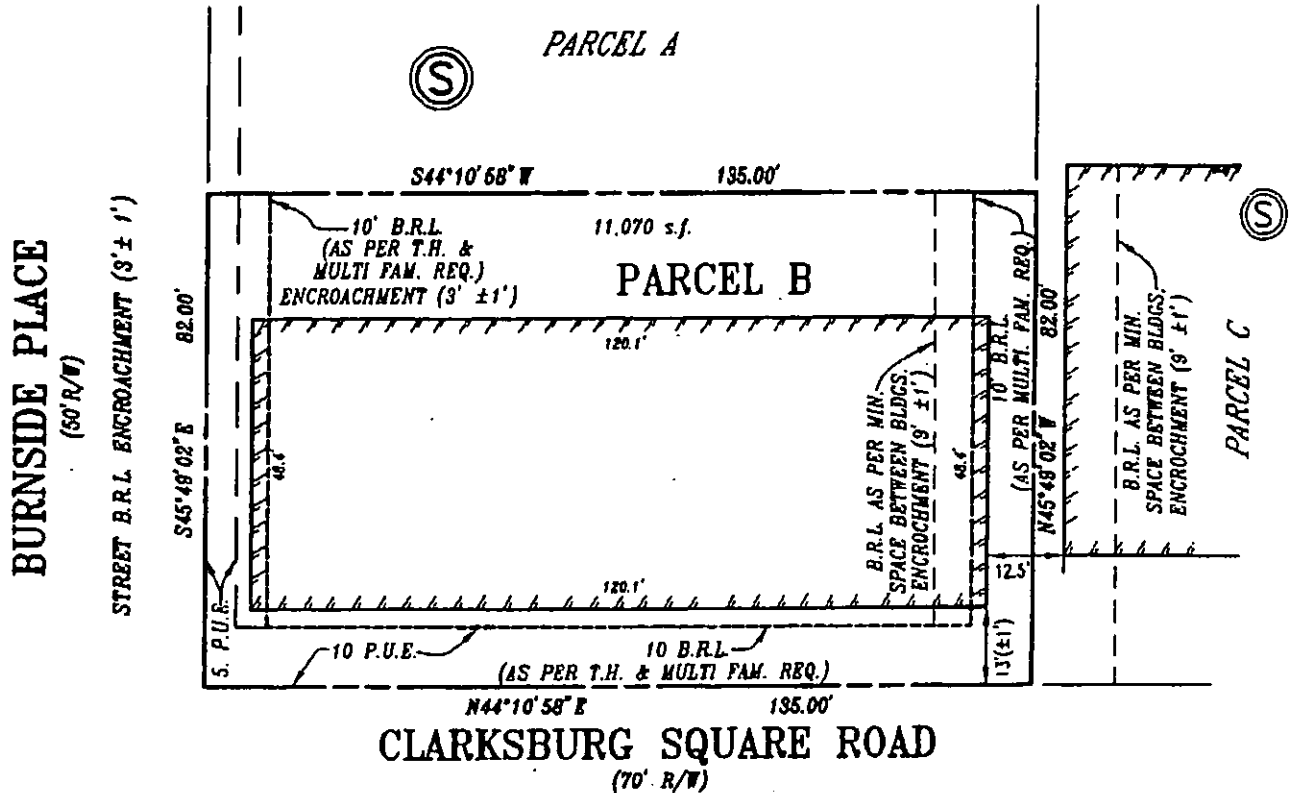 PARCEL A
S
S44°10'58" W 135.00'
10' B.R.L.
(AS PER T.H. &
MULTI FAM. REQ.)
ENCROACHMENT (3' ±1')
11,070 s.f.
PARCEL B
BURNSIDE PLACE
(50' R/W)
STREET B.R.L. ENCROACHMENT (3'± 1')
S45°49'02" E 82.00'
5. P.U.E.
120.1'
48.4'
48.4'
120.1'
B.R.L. AS PER MIN.
SPACE BETWEEN BLDGS.
ENCROCHMENT (9' ±1')
10' B.R.L.
(AS PER MULTI. FAM. REQ.)
N45°49'02" W 82.00'
S
B.R.L. AS PER MIN.
SPACE BETWEEN BLDGS.
ENCROCHMENT (9' ±1')
PARCEL C
12.5'
13'(±1')
10 P.U.E.
10 B.R.L.
(AS PER T.H. & MULTI FAM. REQ.)
N44°10'58" E 135.00'
CLARKSBURG SQUARE ROAD
(70' R/W)